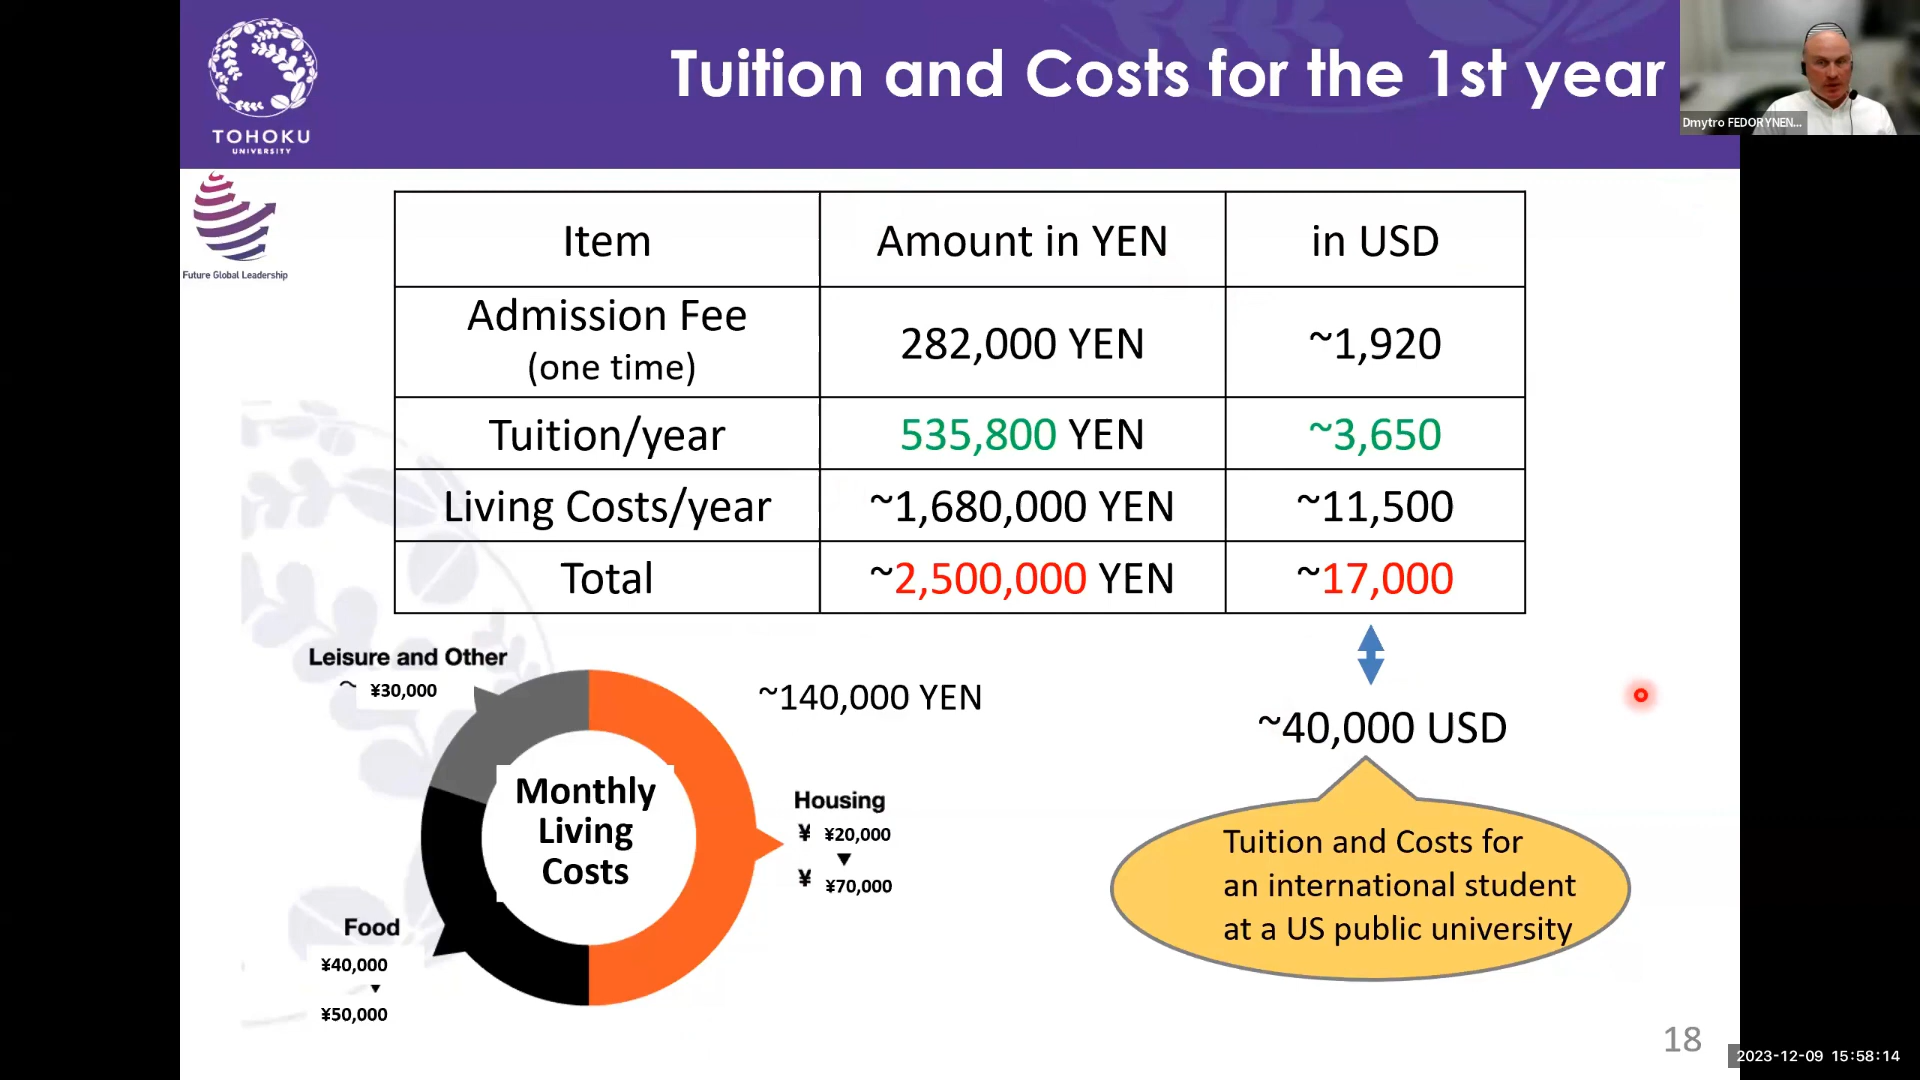 TOHOKU
UNIVERSITY
Tuition and Costs for the 1st year
Dmytro FEDORYNEN...
Future Global Leadership
Item Amount in YEN in USD
Admission Fee
(one time) 282,000 YEN ~1,920
Tuition/year 535,800 YEN ~3,650
Living Costs/year ~1,680,000 YEN ~11,500
Total ~2,500,000 YEN ~17,000
Leisure and Other
~ ¥30,000
~140,000 YEN
~40,000 USD
Monthly
Living
Costs
Housing
¥ ¥20,000
▼
¥ ¥70,000
Tuition and Costs for
an international student
at a US public university
Food
¥40,000
▼
¥50,000
18
2023-12-09 15:58:14